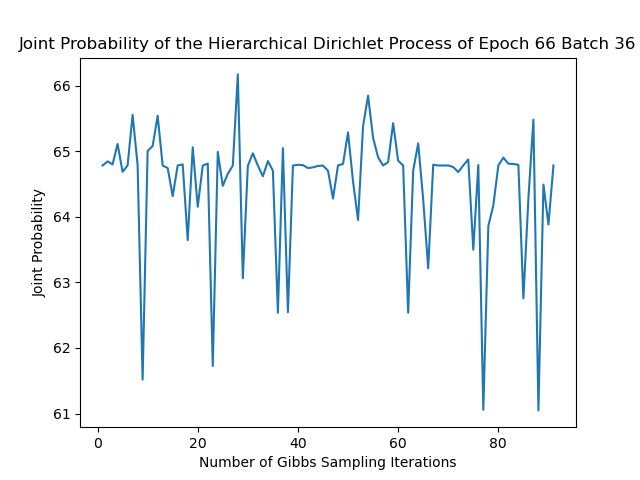 Joint Probability of the Hierarchical Dirichlet Process of Epoch 66 Batch 36
66
65
64
63
62
61
Joint Probability
0 20 40 60 80
Number of Gibbs Sampling Iterations